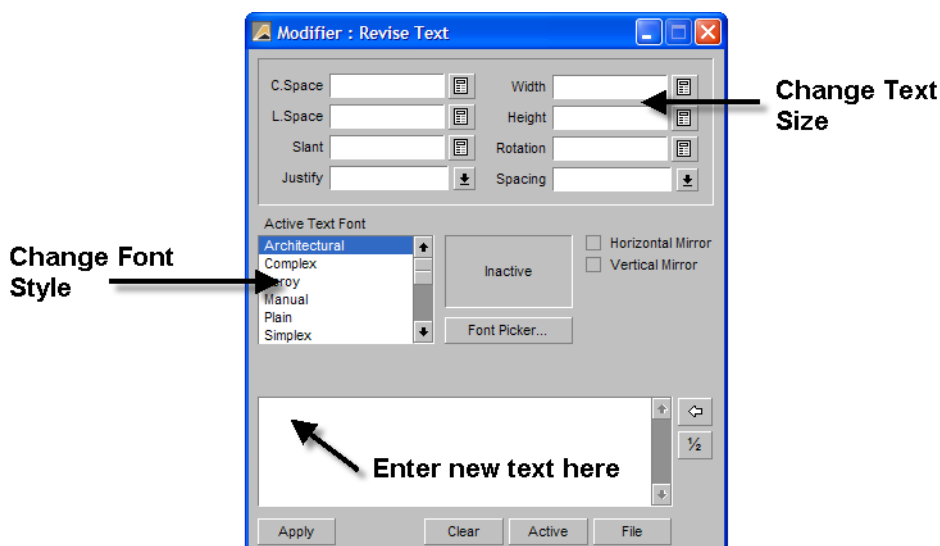 Modifier : Revise Text
C.Space
Width
L.Space
Height
Slant
Rotation
Justify
Spacing
Change Text
Size
Active Text Font
Architectural
Complex
Manual
Plain
Simplex
Inactive
Font Picker...
Horizontal Mirror
Vertical Mirror
Change Font
Style
½
Enter new text here
Apply
Clear
Active
File